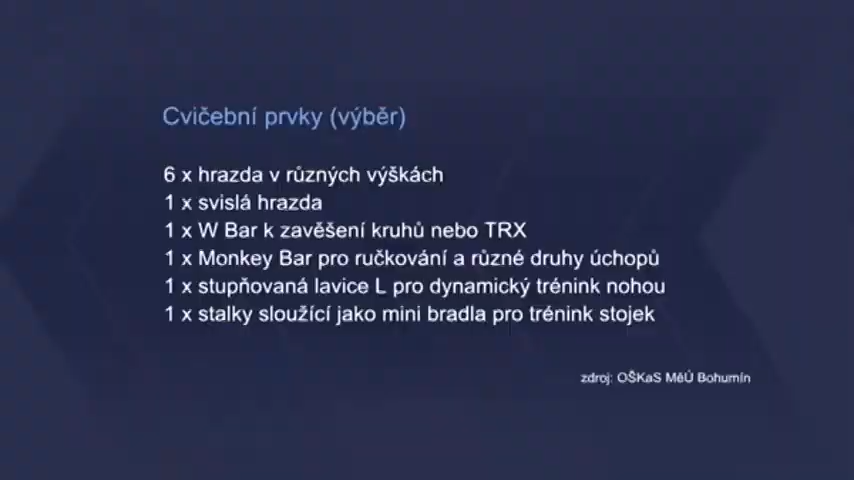 Cvičební prvky (výběr)
6 x hrazda v různých výškách
1 x svislá hrazda
1 x W Bar k zavěšení kruhů nebo TRX
1 x Monkey Bar pro ručkování a různé druhy úchopů
1 x stupňovaná lavice L pro dynamický trénink nohou
1 x stalky sloužící jako mini bradla pro trénink stojek
zdroj: OŠKaS MěÚ Bohumín